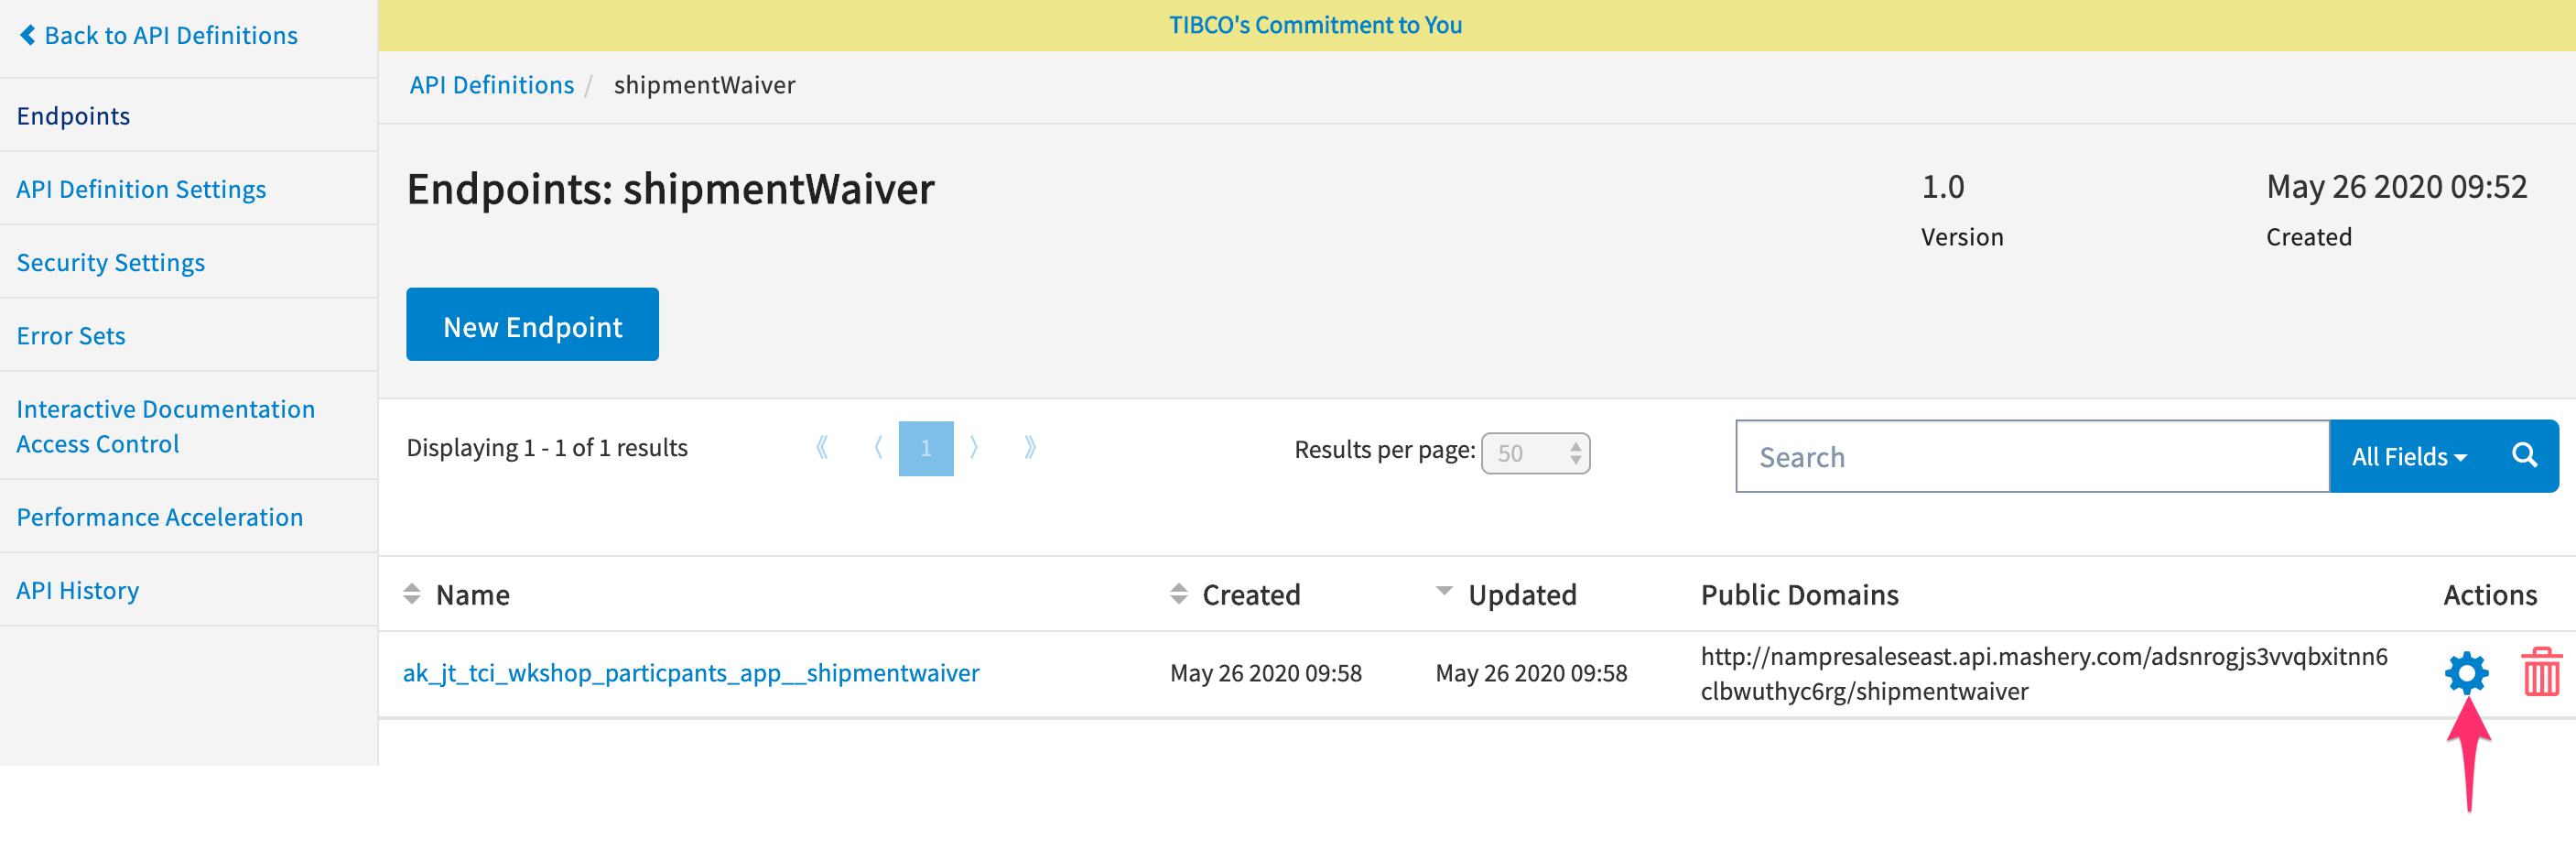 Back to API Definitions
Endpoints
API Definition Settings
Security Settings
Error Sets
Interactive Documentation
Access Control
Performance Acceleration
API History
TIBCO's Commitment to You
API Definitions / shipmentWaiver
Endpoints: shipmentWaiver
1.0
Version
May 26 2020 09:52
Created
New Endpoint
Displaying 1 - 1 of 1 results
1
Results per page: 50
Search
All Fields
Name Created Updated Public Domains Actions
ak_jt_tci_wkshop_particpants_app__shipmentwaiver May 26 2020 09:58 May 26 2020 09:58 http://nampresaleseast.api.mashery.com/adsnrogjs3vvqbxitnn6
clbwuthyc6rg/shipmentwaiver